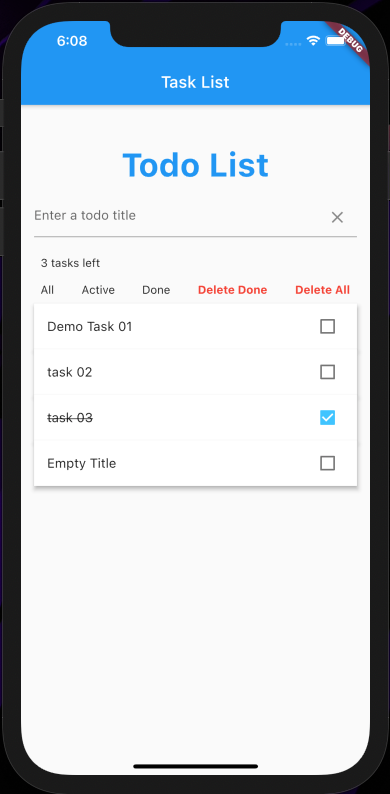 6:08
DEBUG
Task List
Todo List
Enter a todo title
3 tasks left
All Active Done Delete Done Delete All
Demo Task 01
task 02
task 03
Empty Title